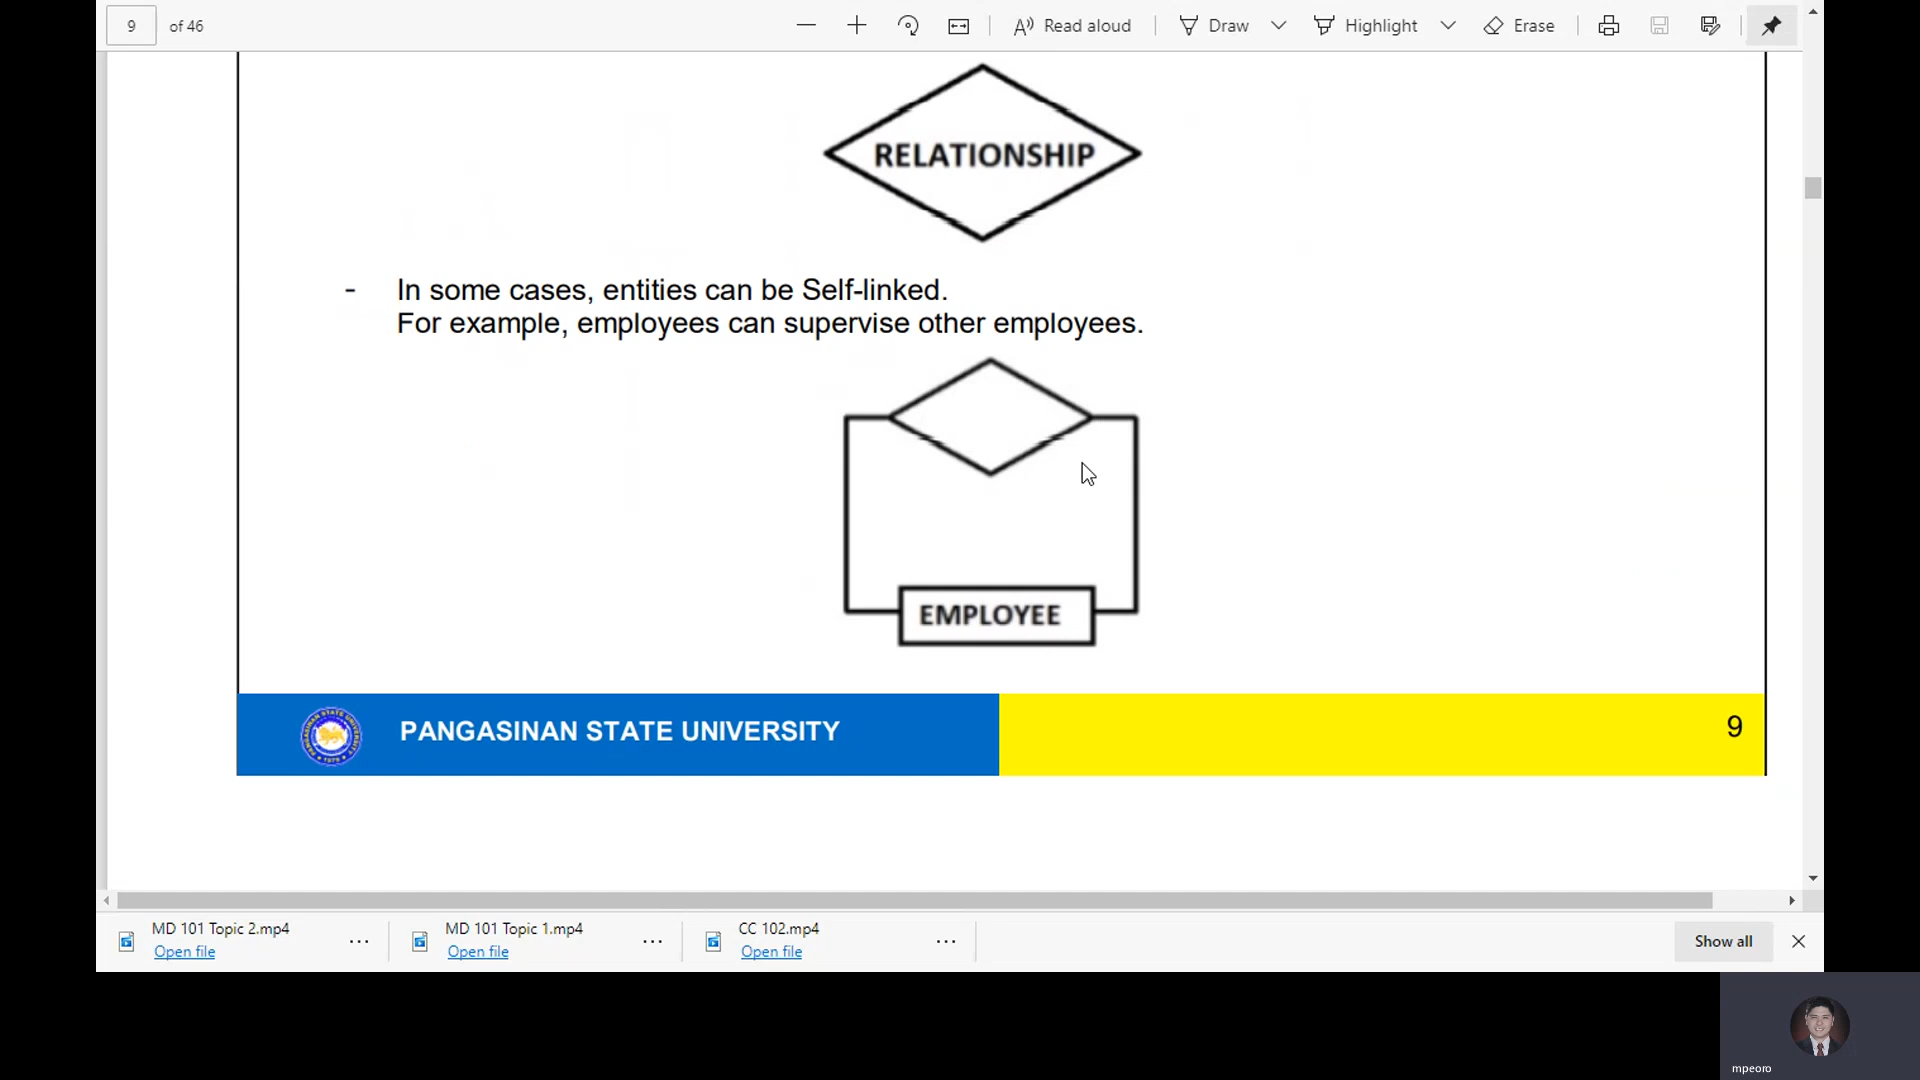 9 of 46 Read aloud Draw Highlight Erase
RELATIONSHIP
- In some cases, entities can be Self-linked.
For example, employees can supervise other employees.
EMPLOYEE
PANGASINAN STATE UNIVERSITY 9
MD 101 Topic 2.mp4 ... MD 101 Topic 1.mp4 ... CC 102.mp4 ... Show all
Open file Open file Open file
mpeoro